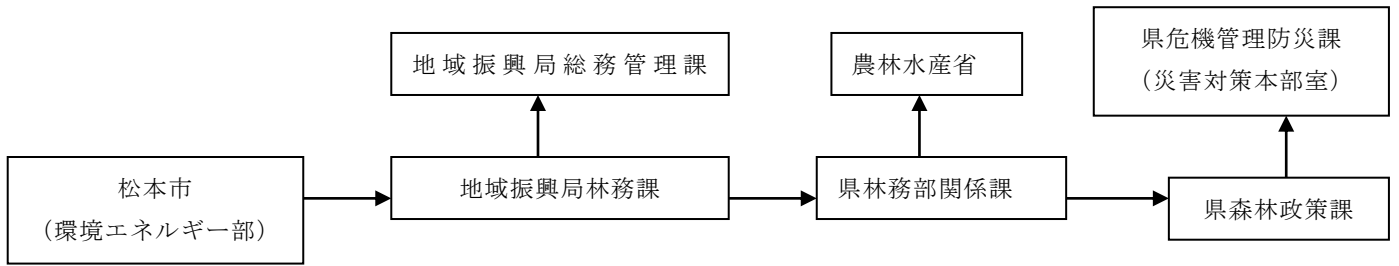 地域振興局総務管理課
農林水産省
県危機管理防災課
（災害対策本部室）
松本市
（環境エネルギー部）
地域振興局林務課
県林務部関係課
県森林政策課